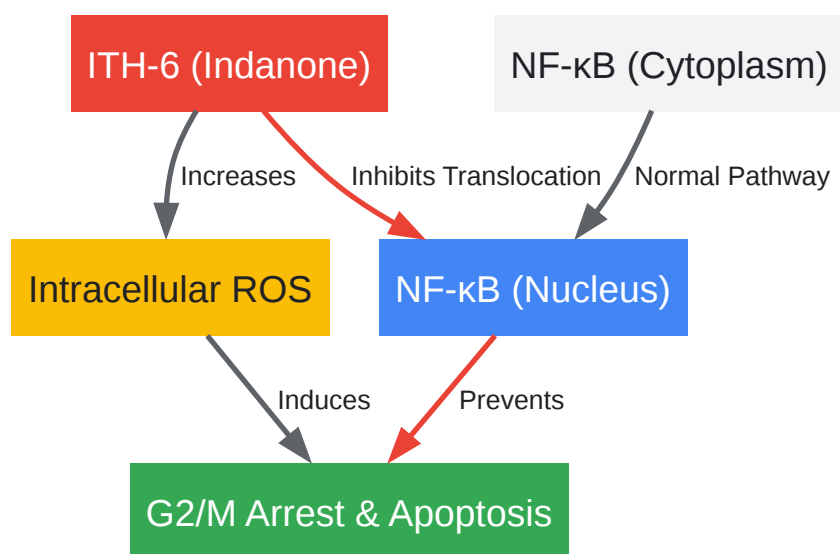 ITH-6 (Indanone)
NF-κB (Cytoplasm)
Increases
Inhibits Translocation
Normal Pathway
Intracellular ROS
NF-κB (Nucleus)
Induces
Prevents
G2/M Arrest & Apoptosis